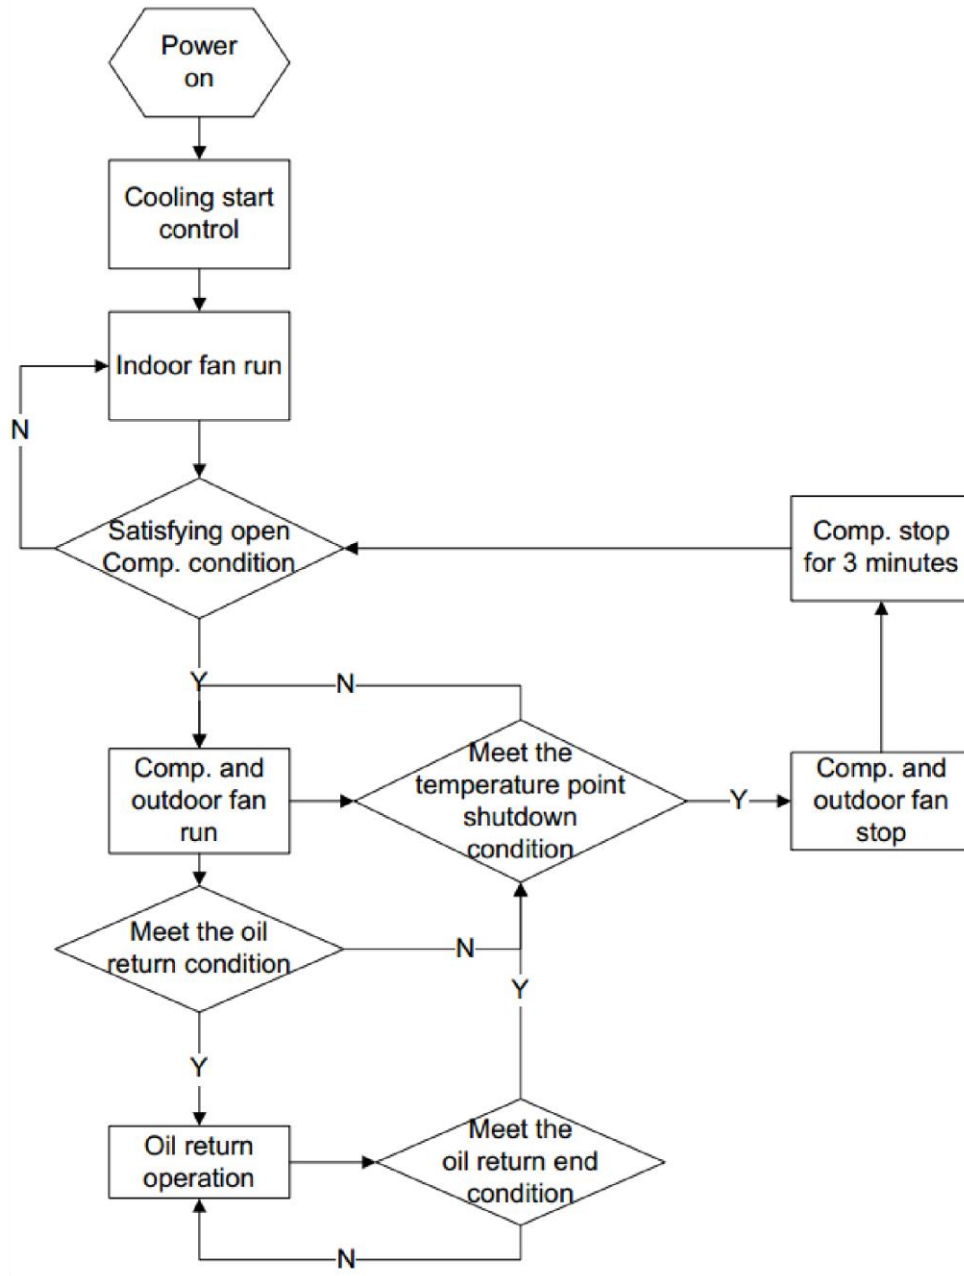 Power
on
Cooling start
control
Indoor fan run
N
Satisfying open
Comp. condition
Comp. stop
for 3 minutes
Y
N
Comp. and
outdoor fan
run
Meet the
temperature point
shutdown
condition
Y
Comp. and
outdoor fan
stop
Meet the oil
return condition
N
Y
Y
Oil return
operation
Meet the
oil return end
condition
N